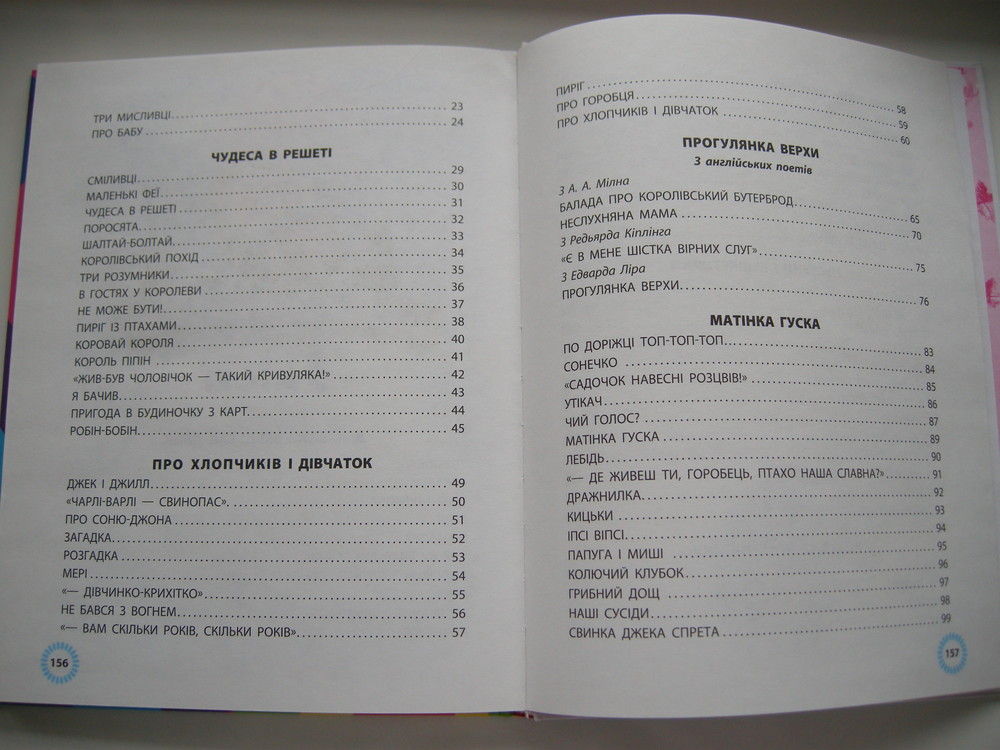 ТРИ МИСЛИВЦІ 23
ПРО БАБУ 24
ЧУДЕСА В РЕШЕТІ
СМІЛИВЦІ 29
МАЛЕНЬКІ ФЕЇ 30
ЧУДЕСА В РЕШЕТІ 31
ПОРОСЯТА 32
ШАЛТАЙ-БОЛТАЙ 33
КОРОЛІВСЬКИЙ ПОХІД 34
ТРИ РОЗУМНИКИ 35
В ГОСТЯХ У КОРОЛЕВИ 36
НЕ МОЖЕ БУТИ! 37
ПИРІГ ІЗ ПТАХАМИ 38
КОРОВАЙ КОРОЛЯ 40
КОРОЛЬ ПІПІН 41
«ЖИВ-БУВ ЧОЛОВІЧОК — ТАКИЙ КРИВУЛЯКА!» 42
Я БАЧИВ 43
ПРИГОДА В БУДИНОЧКУ З КАРТ 44
РОБІН-БОБІН 45
ПРО ХЛОПЧИКІВ І ДІВЧАТОК
ДЖЕК І ДЖИЛЛ 49
«ЧАРЛІ-ВАРЛІ — СВИНОПАС» 50
ПРО СОНЮ-ДЖОНА 51
ЗАГАДКА 52
РОЗГАДКА 53
МЕРІ 54
«— ДІВЧИНКО-КРИХІТКО» 55
НЕ БАВСЯ З ВОГНЕМ 56
«— ВАМ СКІЛЬКИ РОКІВ, СКІЛЬКИ РОКІВ» 57
156
ПИРІГ 58
ПРО ГОРОБЦЯ 59
ПРО ХЛОПЧИКІВ І ДІВЧАТОК 60
ПРОГУЛЯНКА ВЕРХИ
З англійських поетів
З А. А. Мілна
БАЛАДА ПРО КОРОЛІВСЬКИЙ БУТЕРБРОД 65
НЕСЛУХНЯНА МАМА 70
З Редьярда Кіплінга
«Є В МЕНЕ ШІСТКА ВІРНИХ СЛУГ» 75
З Едварда Ліра
ПРОГУЛЯНКА ВЕРХИ 76
МАТІНКА ГУСКА
ПО ДОРІЖЦІ ТОП-ТОП-ТОП 83
СОНЕЧКО 84
«САДОЧОК НАВЕСНІ РОЗЦВІВ!» 85
УТІКАЧ 86
ЧИЙ ГОЛОС? 87
МАТІНКА ГУСКА 89
ЛЕБІДЬ 90
«— ДЕ ЖИВЕШ ТИ, ГОРОБЕЦЬ, ПТАХО НАША СЛАВНА?» 91
ДРАЖНИЛКА 92
КИЦЬКИ 93
ІПСІ ВІПСІ 94
ПАПУГА І МИШІ 95
КОЛЮЧИЙ КЛУБОК 96
ГРИБНИЙ ДОЩ 97
НАШІ СУСІДИ 98
СВИНКА ДЖЕКА СПРЕТА 99
157